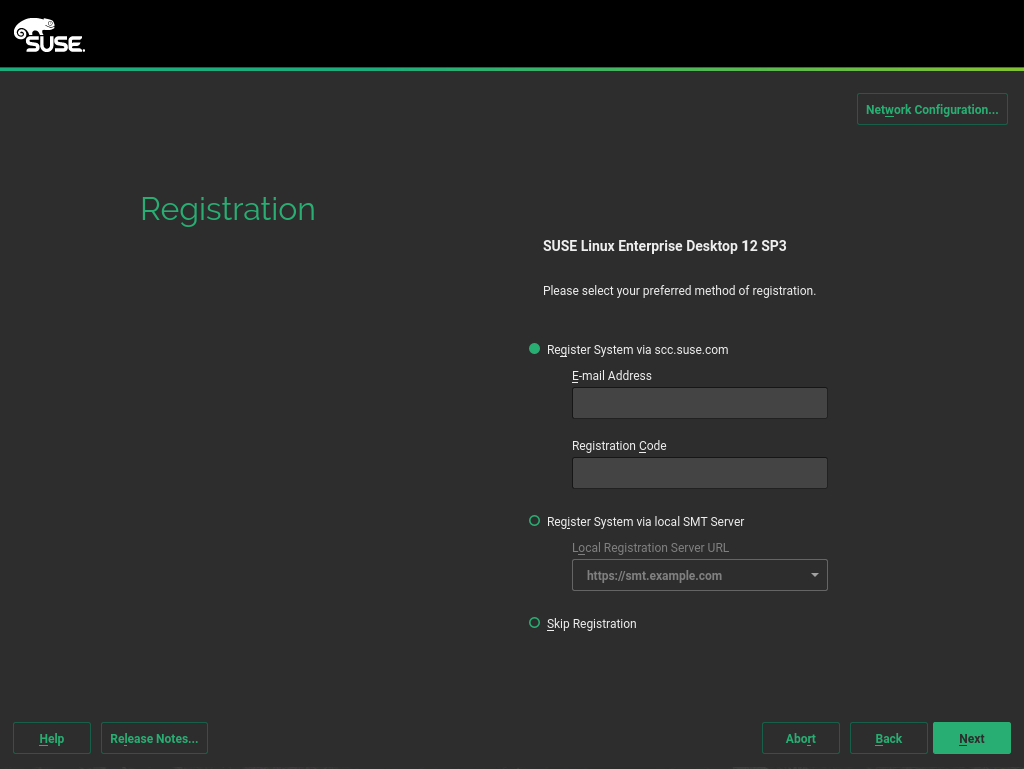 SUSE.
Network Configuration...
Registration
SUSE Linux Enterprise Desktop 12 SP3
Please select your preferred method of registration.
Register System via scc.suse.com
E-mail Address
Registration Code
Register System via local SMT Server
Local Registration Server URL
https://smt.example.com
Skip Registration
Help Release Notes... Abort Back Next